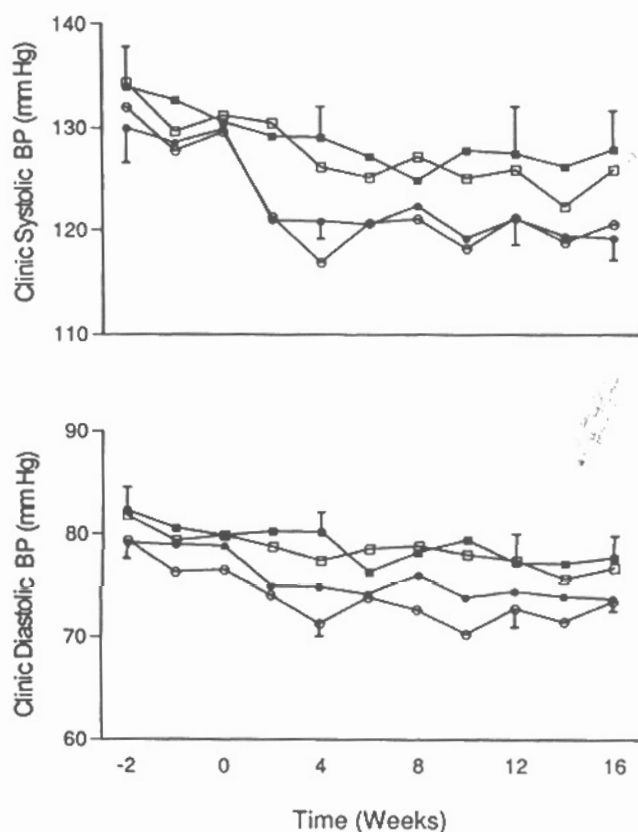 140
130
120
110
Clinic Systolic BP (mm Hg)
90
80
70
60
Clinic Diastolic BP (mm Hg)
-2 0 4 8 12 16
Time (Weeks)